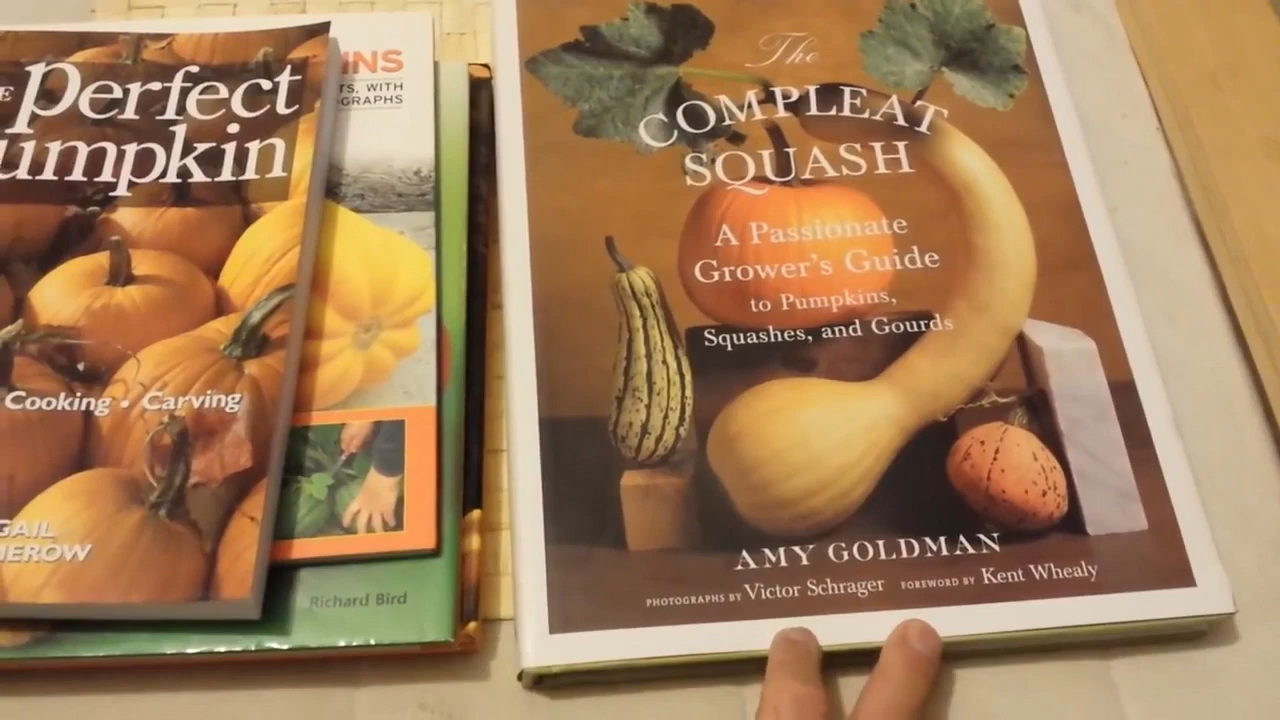 E Perfect
umpkin
Cooking • Carving
GAIL
HEROW
INS
TS, WITH
OGRAPHS
Richard Bird
The
COMPLEAT
SQUASH
A Passionate
Grower's Guide
to Pumpkins,
Squashes, and Gourds
AMY GOLDMAN
PHOTOGRAPHS BY Victor Schrager FOREWORD BY Kent Whealy